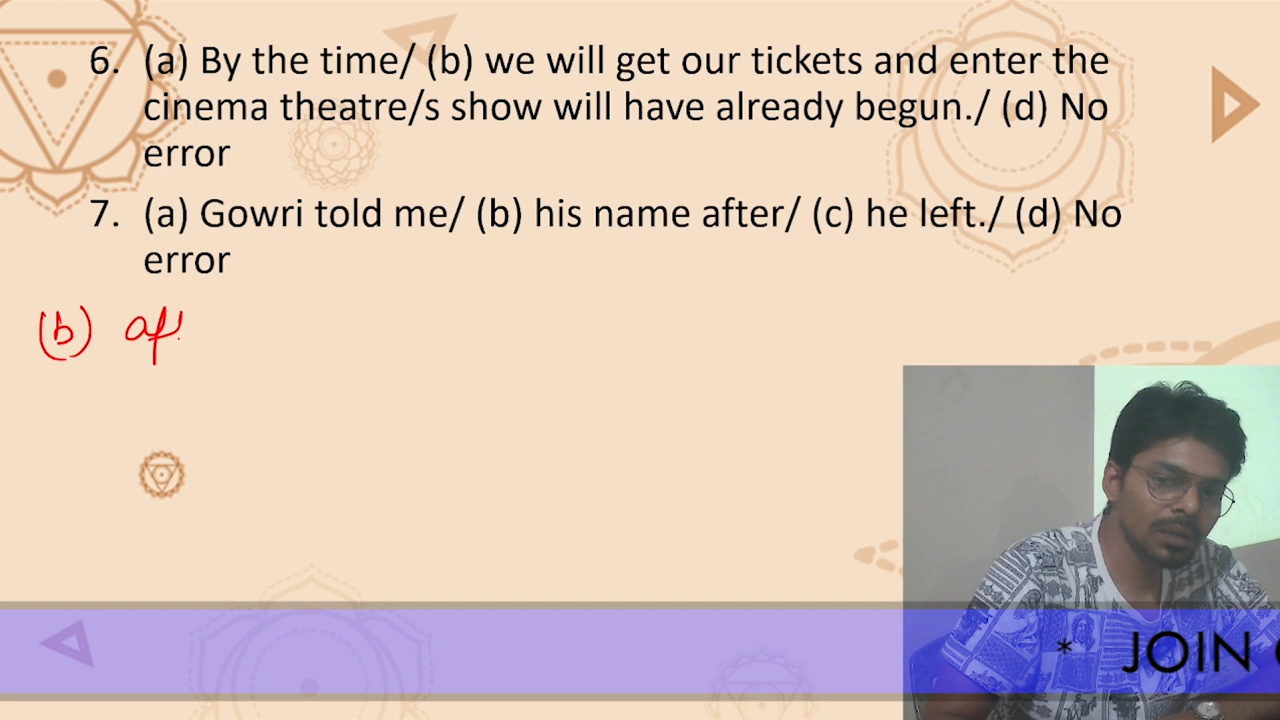 6. (a) By the time/ (b) we will get our tickets and enter the
cinema theatre/s show will have already begun./ (d) No
error
7. (a) Gowri told me/ (b) his name after/ (c) he left./ (d) No
error
(b) af
* JOIN